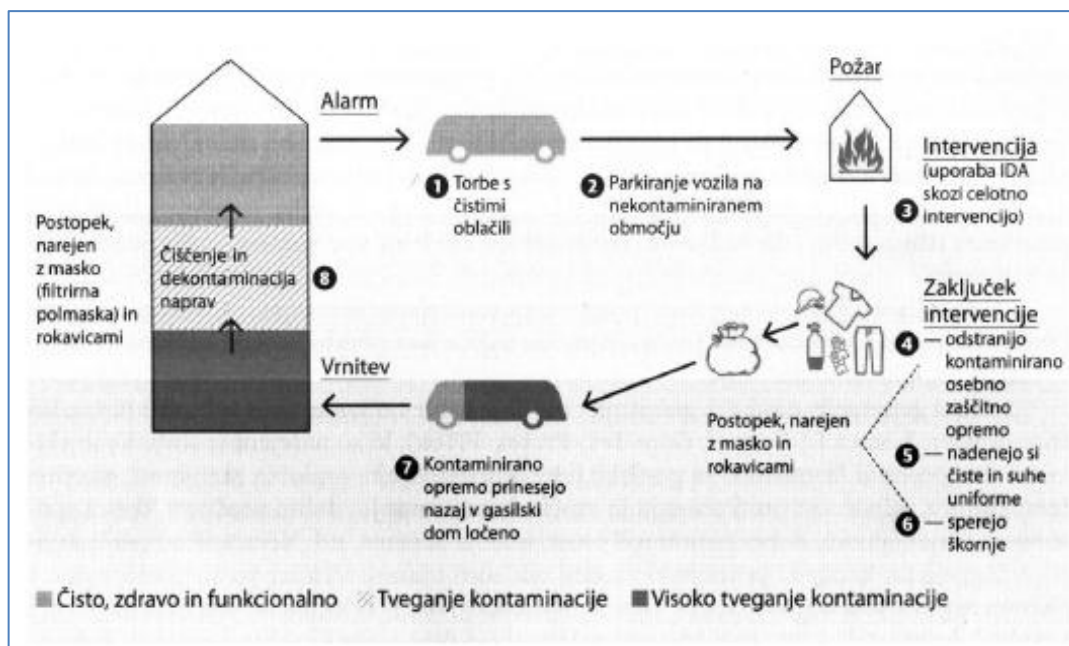 Alarm
Požar
1 Torbe s
čistimi
oblačili
2 Parkiranje vozila na
nekontaminiranem
območju
Intervencija
(uporaba IDA
3 skozi celotno
intervencijo)
Postopek,
narejen
z masko
(filtrirna
polmaska) in
rokavicami
Čiščenje in
dekontaminacija
naprav
8
Zaključek
intervencije
4 — odstranijo
kontaminirano
osebno
zaščitno
opremo
5 — nadenejo si
čiste in suhe
uniforme
6 — sperejo
škornje
Postopek, narejen
z masko in
rokavicami
Vrnitev
7 Kontaminirano
opremo prinesejo
nazaj v gasilski
dom ločeno
Čisto, zdravo in funkcionalno Tveganje kontaminacije Visoko tveganje kontaminacije